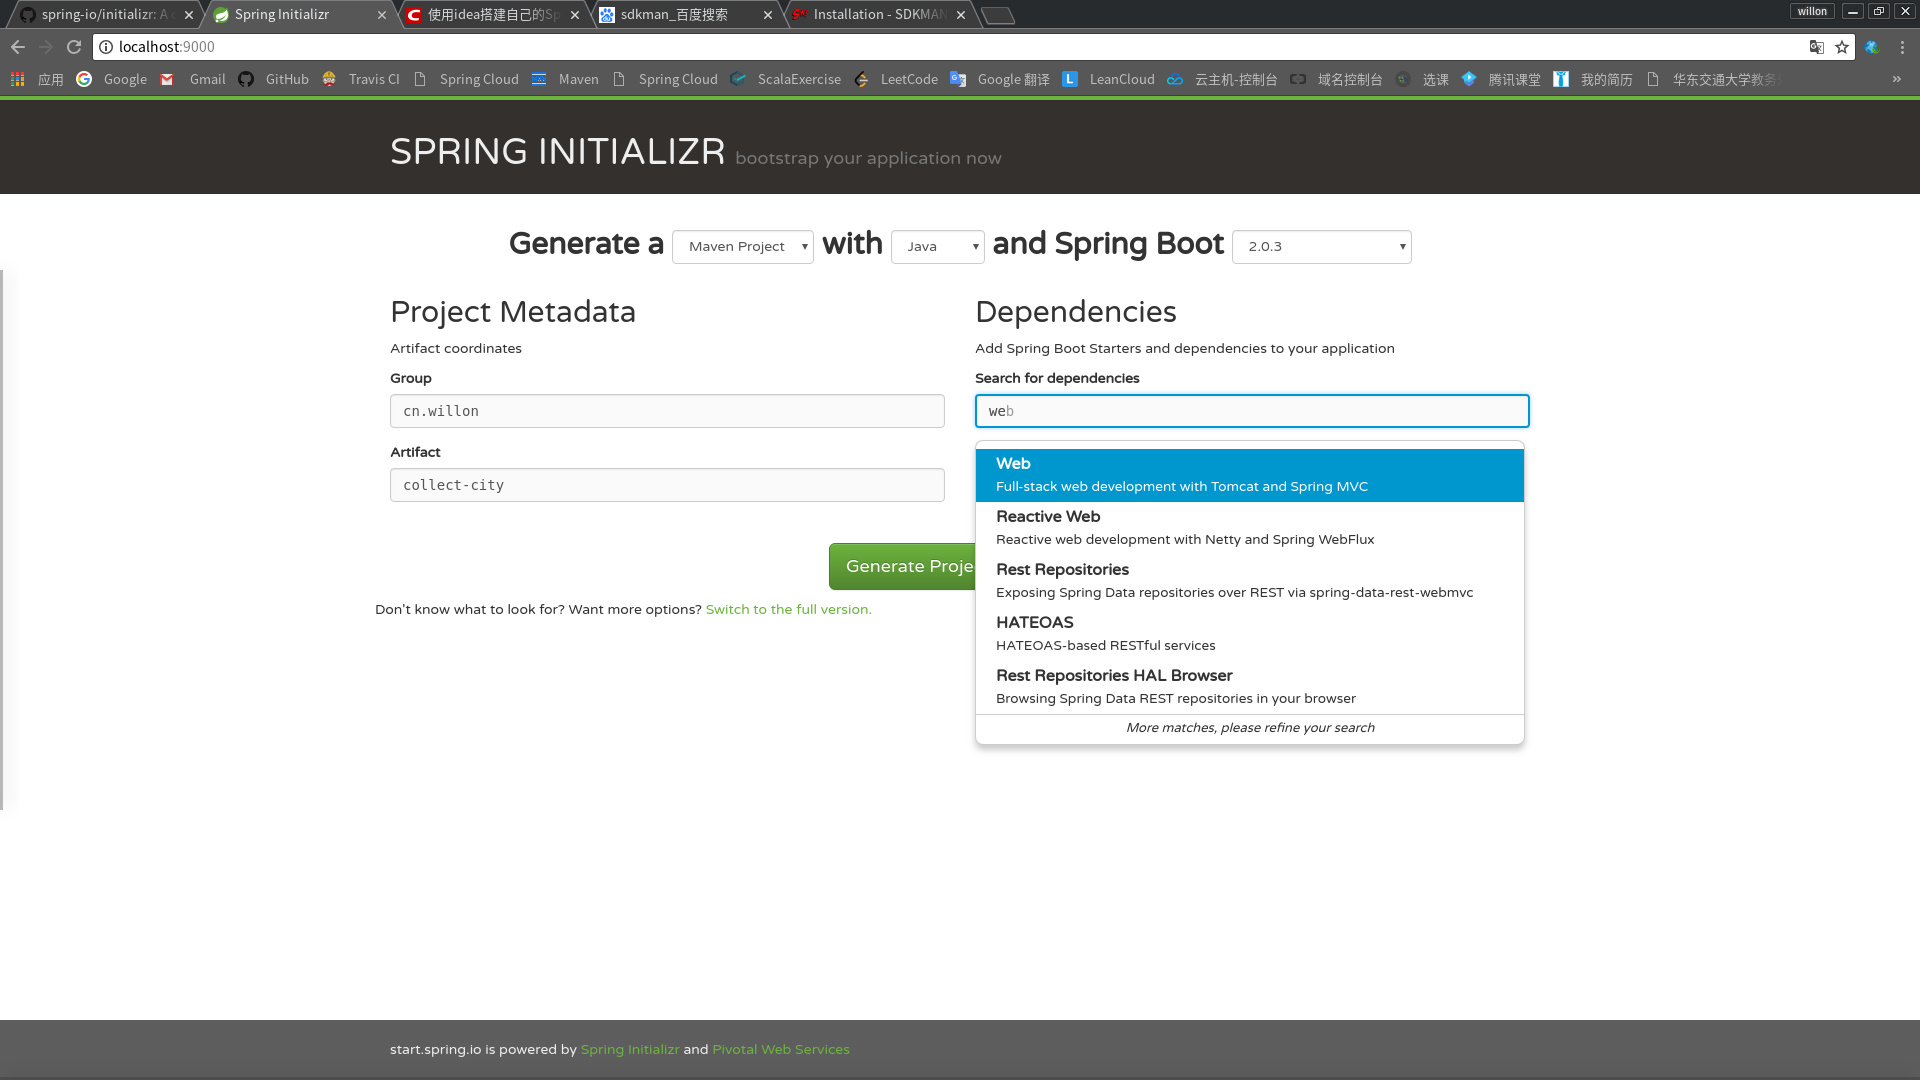 spring-io/initializr: A
Spring Initializr
使用idea搭建自己的Sp
sdkman_百度搜索
Installation - SDKMAN
willon
localhost:9000
应用
Google
Gmail
GitHub
Travis CI
Spring Cloud
Maven
Spring Cloud
ScalaExercise
LeetCode
Google 翻译
LeanCloud
云主机-控制台
域名控制台
选课
腾讯课堂
我的简历
华东交通大学教务
SPRING INITIALIZR bootstrap your application now
Generate a Maven Project with Java and Spring Boot 2.0.3
Project Metadata
Artifact coordinates
Group
cn.willon
Artifact
collect-city
Dependencies
Add Spring Boot Starters and dependencies to your application
Search for dependencies
web
Web
Full-stack web development with Tomcat and Spring MVC
Reactive Web
Reactive web development with Netty and Spring WebFlux
Rest Repositories
Exposing Spring Data repositories over REST via spring-data-rest-webmvc
HATEOAS
HATEOAS-based RESTful services
Rest Repositories HAL Browser
Browsing Spring Data REST repositories in your browser
More matches, please refine your search
Generate Proje
Don't know what to look for? Want more options? Switch to the full version.
start.spring.io is powered by Spring Initializr and Pivotal Web Services